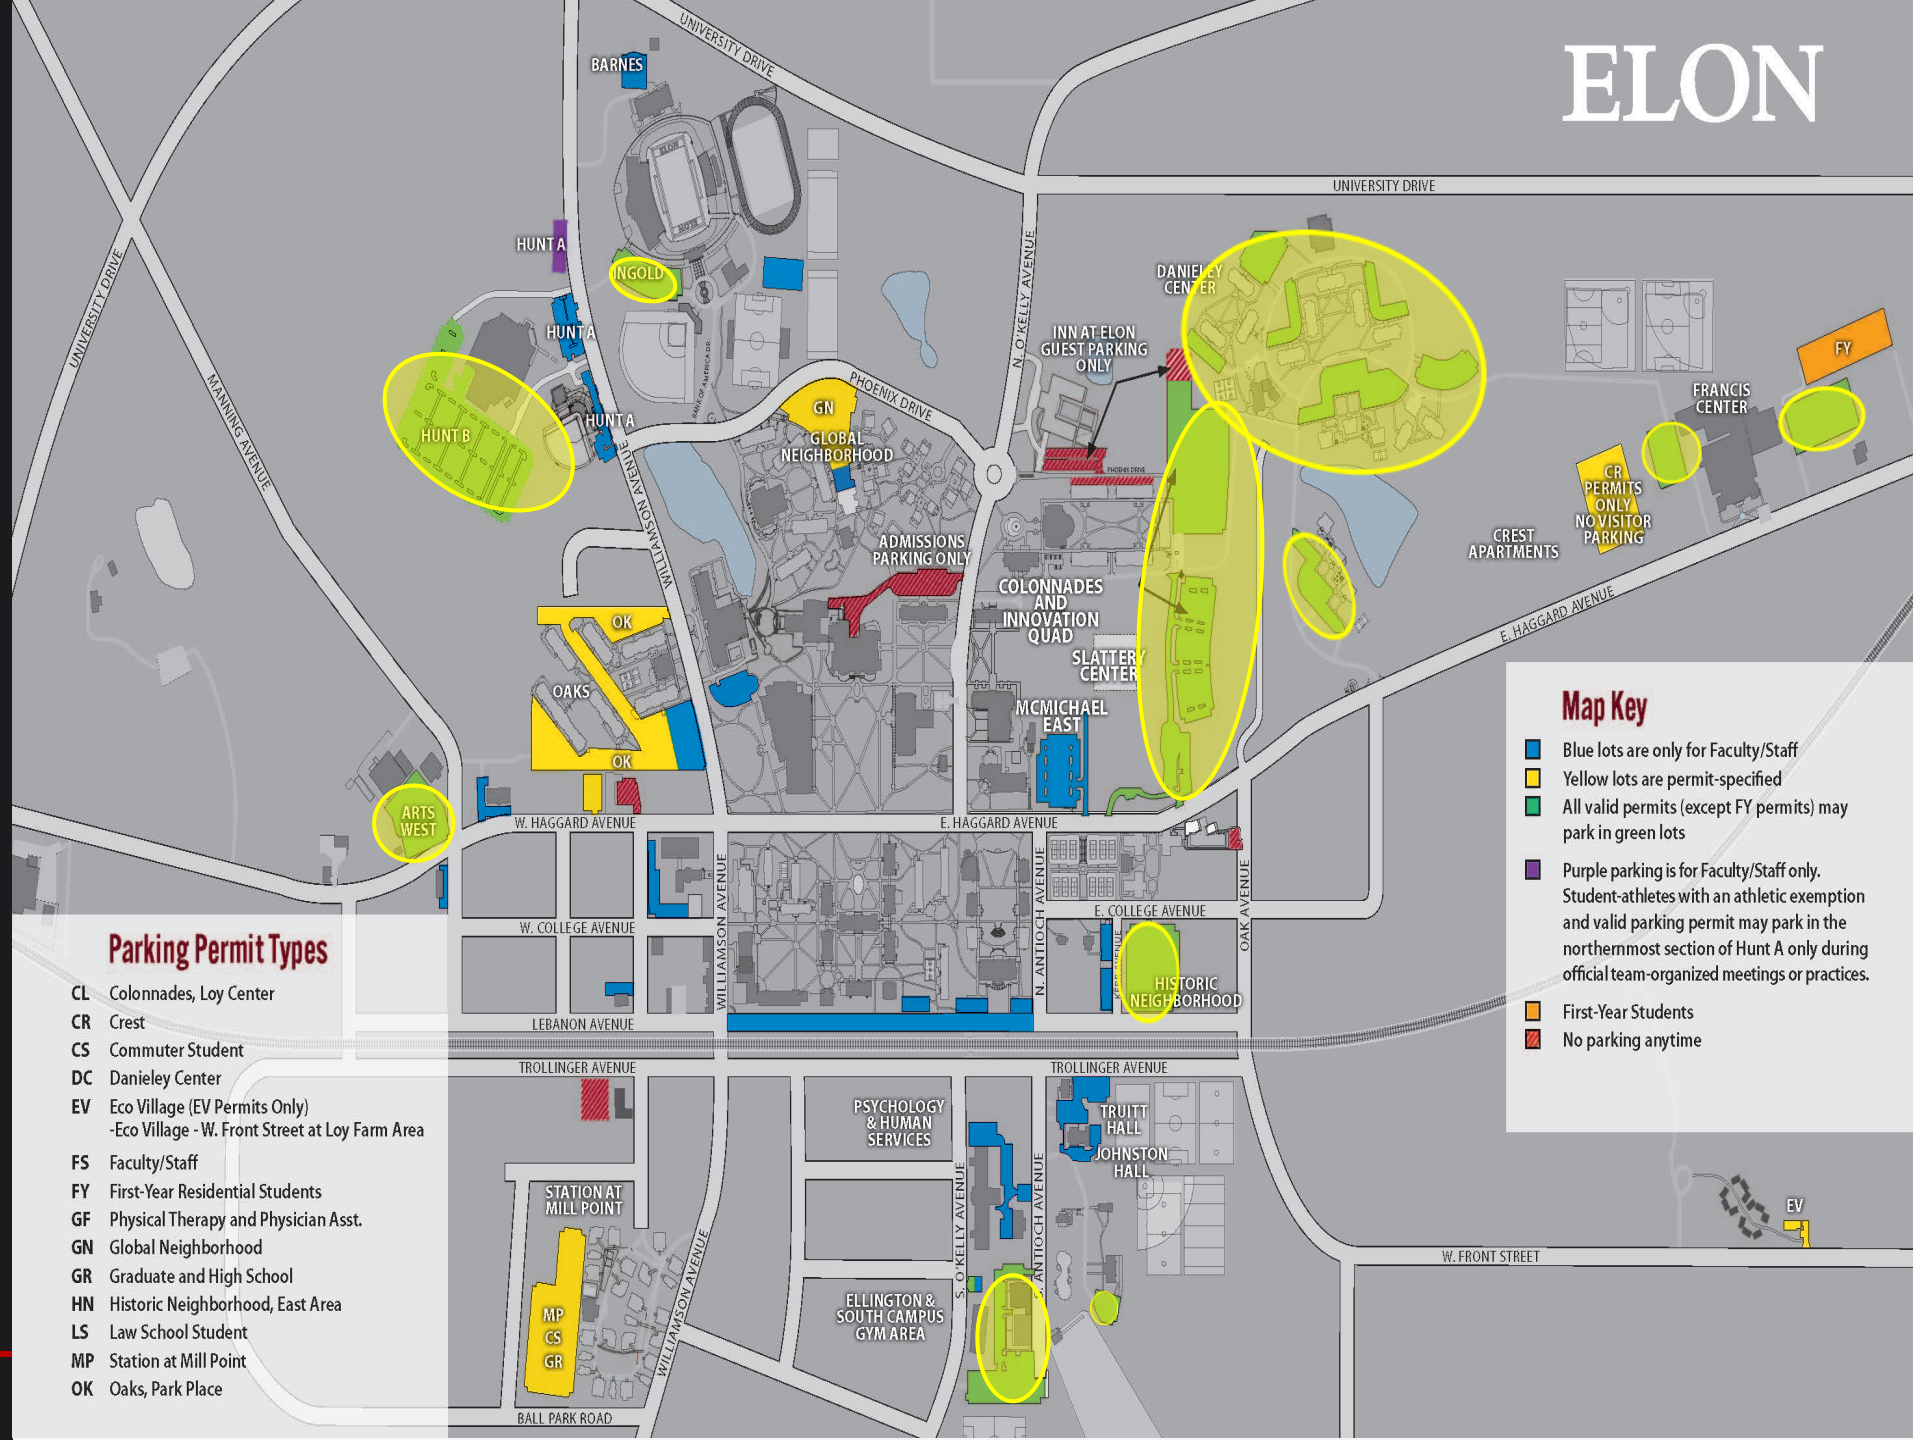 ELON
UNIVERSITY DRIVE
BARNES
UNIVERSITY DRIVE
HUNT A
INGOLD
N. O'KELLY AVENUE
DANIELEY
CENTER
UNIVERSITY DRIVE
HUNT A
INN AT ELON
GUEST PARKING
ONLY
BANK OF AMERICA DR.
PHOENIX DRIVE
FY
FRANCIS
CENTER
MANNING AVENUE
HUNT A
HUNT B
GN
GLOBAL
NEIGHBORHOOD
PHOENIX DRIVE
WILLIAMSON AVENUE
CR
PERMITS
ONLY
NO VISITOR
PARKING
CREST
APARTMENTS
WILLIAMSON AVENUE
ADMISSIONS
PARKING ONLY
COLONNADES
AND
INNOVATION
QUAD
E. HAGGARD AVENUE
OK
OAKS
OK
SLATTERY
CENTER
MCMICHAEL
EAST
ARTS
WEST
W. HAGGARD AVENUE
E. HAGGARD AVENUE
WILLIAMSON AVENUE
N. ANTIOCH AVENUE
OAK AVENUE
E. COLLEGE AVENUE
W. COLLEGE AVENUE
HISTORIC
NEIGHBORHOOD
LEBANON AVENUE
TROLLINGER AVENUE
TROLLINGER AVENUE
PSYCHOLOGY
& HUMAN
SERVICES
TRUITT
HALL
JOHNSTON
HALL
STATION AT
MILL POINT
S. O'KELLY AVENUE
S. ANTIOCH AVENUE
WILLIAMSON AVENUE
MP
CS
GR
ELLINGTON &
SOUTH CAMPUS
GYM AREA
BALL PARK ROAD
EV
W. FRONT STREET
Map Key
Blue lots are only for Faculty/Staff
Yellow lots are permit-specified
All valid permits (except FY permits) may
park in green lots
Purple parking is for Faculty/Staff only.
Student-athletes with an athletic exemption
and valid parking permit may park in the
northernmost section of Hunt A only during
official team-organized meetings or practices.
First-Year Students
No parking anytime
Parking Permit Types
CL Colonnades, Loy Center
CR Crest
CS Commuter Student
DC Danieley Center
EV Eco Village (EV Permits Only)
-Eco Village - W. Front Street at Loy Farm Area
FS Faculty/Staff
FY First-Year Residential Students
GF Physical Therapy and Physician Asst.
GN Global Neighborhood
GR Graduate and High School
HN Historic Neighborhood, East Area
LS Law School Student
MP Station at Mill Point
OK Oaks, Park Place